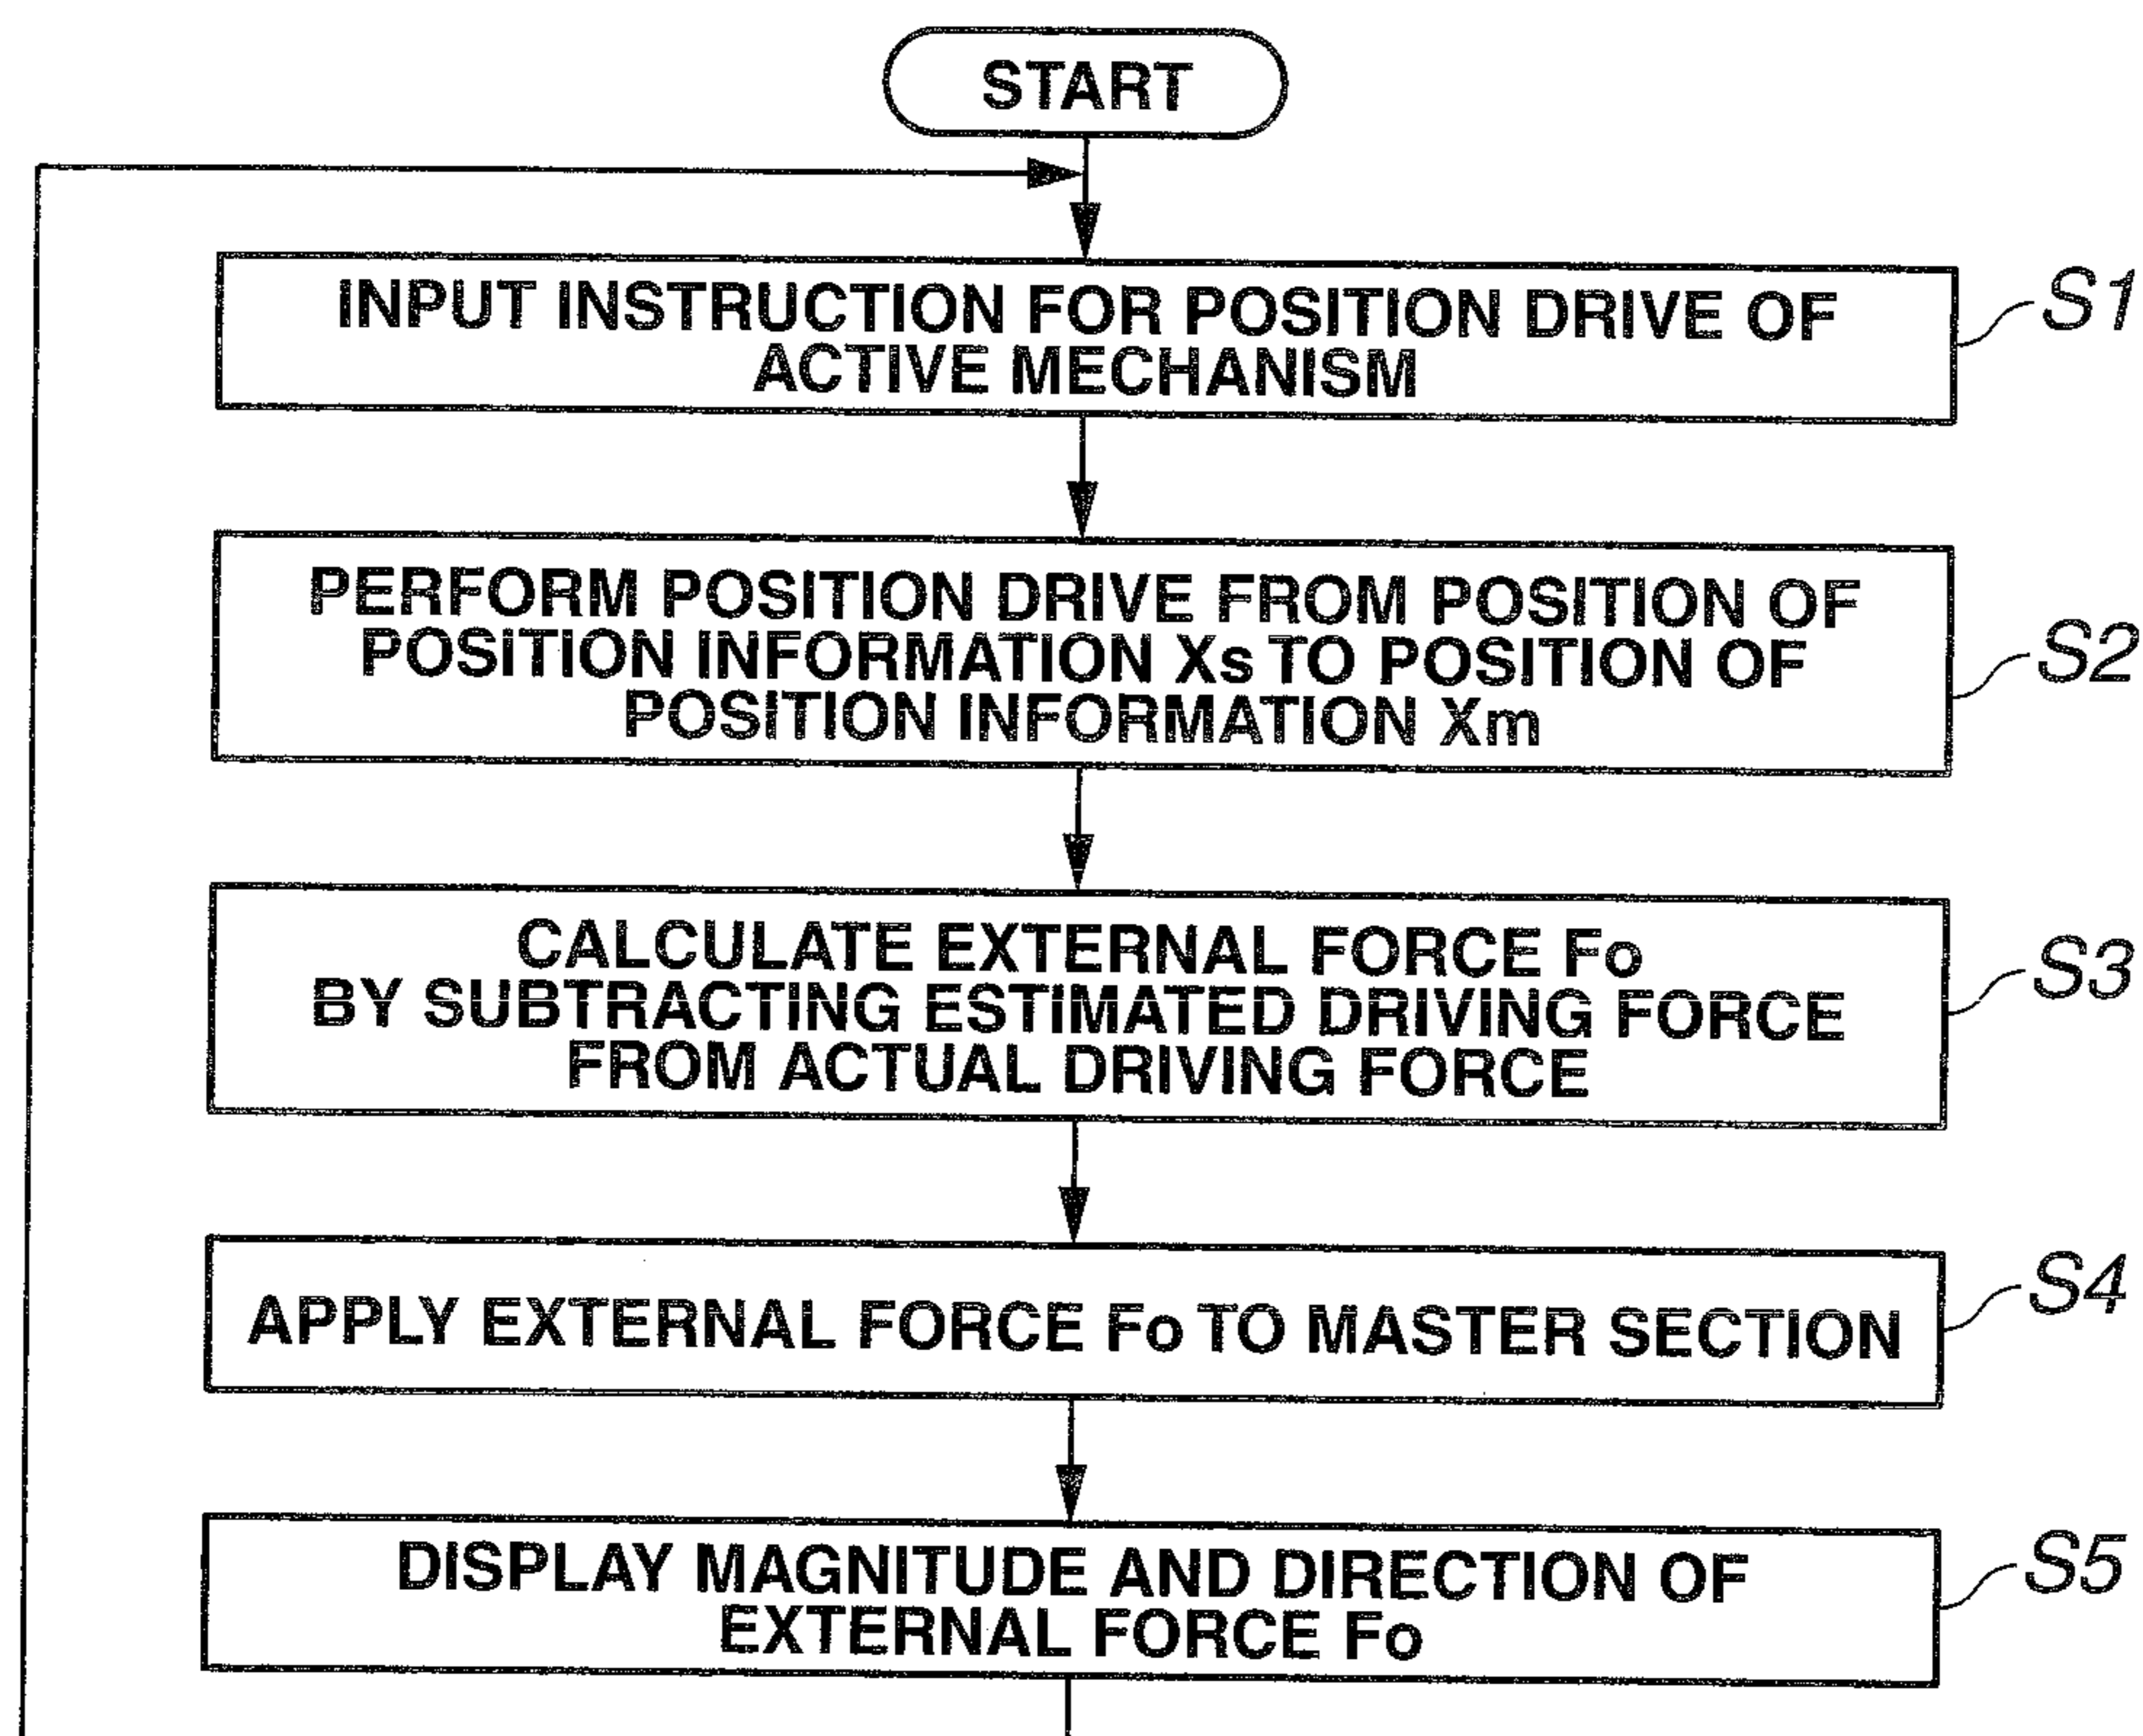 START
INPUT INSTRUCTION FOR POSITION DRIVE OF
ACTIVE MECHANISM
S1
PERFORM POSITION DRIVE FROM POSITION OF
POSITION INFORMATION Xs TO POSITION OF
POSITION INFORMATION Xm
S2
CALCULATE EXTERNAL FORCE Fo
BY SUBTRACTING ESTIMATED DRIVING FORCE
FROM ACTUAL DRIVING FORCE
S3
APPLY EXTERNAL FORCE Fo TO MASTER SECTION
S4
DISPLAY MAGNITUDE AND DIRECTION OF
EXTERNAL FORCE Fo
S5